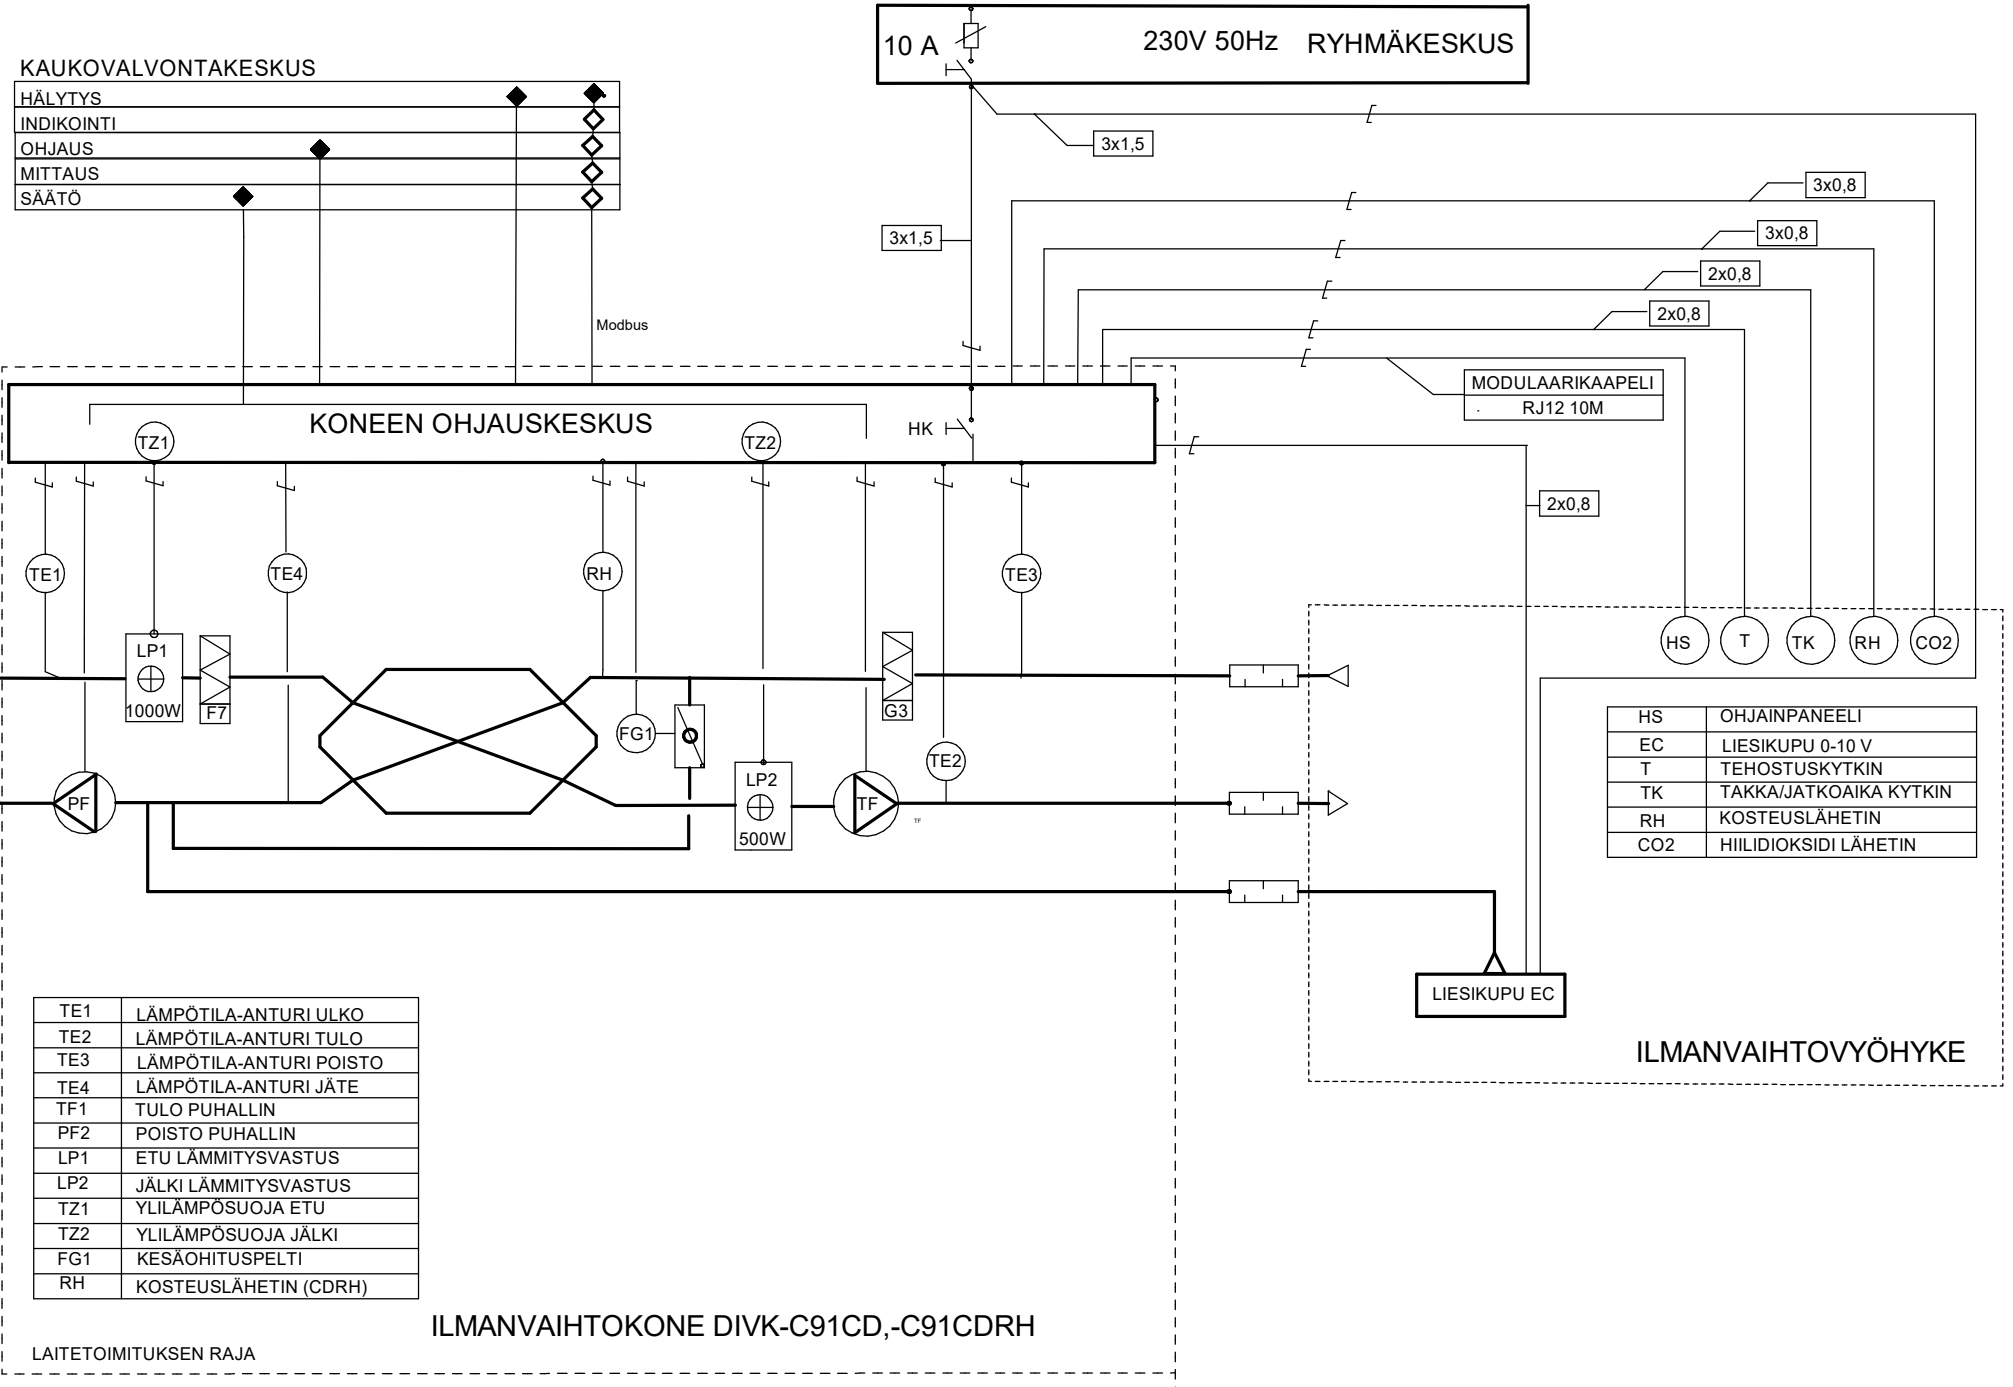 10 A
230V 50Hz RYHMÄKESKUS
KAUKOVALVONTAKESKUS
HÄLYTYS
INDIKOINTI
OHJAUS
MITTAUS
SÄÄTÖ
3x1,5
3x0,8
3x1,5
3x0,8
2x0,8
2x0,8
Modbus
MODULAARIKAAPELI
. RJ12 10M
KONEEN OHJAUSKESKUS
TZ1
TZ2
HK
2x0,8
TE1
TE4
RH
TE3
HS
T
TK
RH
CO2
LP1
1000W
F7
G3
FG1
TE2
LP2
500W
PF
TF
TF
HS OHJAINPANEELI
EC LIESIKUPU 0-10 V
T TEHOSTUSKYTKIN
TK TAKKA/JATKOAIKA KYTKIN
RH KOSTEUSLÄHETIN
CO2 HIILIDIOKSIDI LÄHETIN
LIESIKUPU EC
ILMANVAIHTOVYÖHYKE
TE1 LÄMPÖTILA-ANTURI ULKO
TE2 LÄMPÖTILA-ANTURI TULO
TE3 LÄMPÖTILA-ANTURI POISTO
TE4 LÄMPÖTILA-ANTURI JÄTE
TF1 TULO PUHALLIN
PF2 POISTO PUHALLIN
LP1 ETU LÄMMITYSVASTUS
LP2 JÄLKI LÄMMITYSVASTUS
TZ1 YLILÄMPÖSUOJA ETU
TZ2 YLILÄMPÖSUOJA JÄLKI
FG1 KESÄOHITUSPELTI
RH KOSTEUSLÄHETIN (CDRH)
ILMANVAIHTOKONE DIVK-C91CD,-C91CDRH
LAITETOIMITUKSEN RAJA